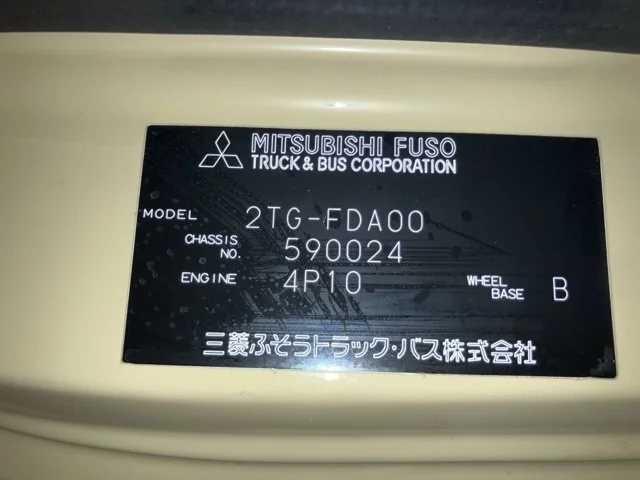 MITSUBISHI FUSO
TRUCK & BUS CORPORATION
MODEL 2TG-FDA00
CHASSIS NO. 590024
ENGINE 4P10 WHEEL BASE B
三菱ふそうトラック・バス株式会社